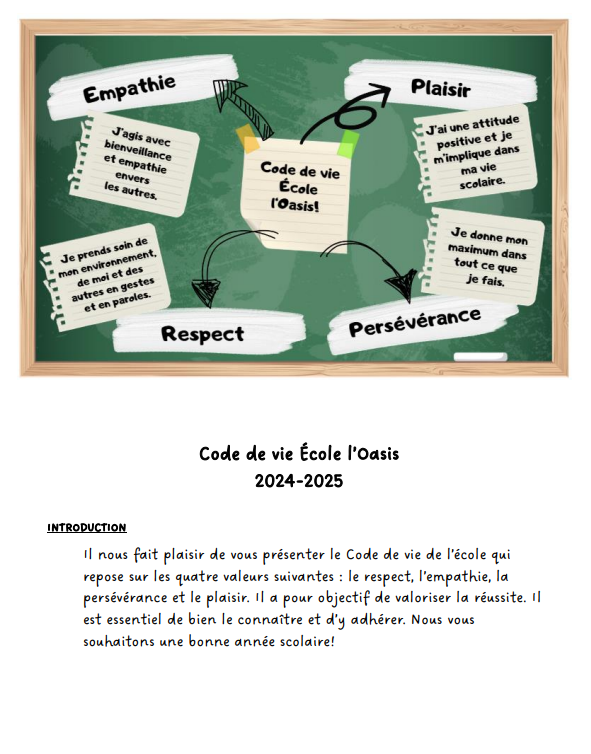 Empathie
J'agis avec
bienveillance
et empathie
envers
les autres.
Plaisir
J'ai une attitude
positive et je
m'implique dans
ma vie
scolaire.
Code de vie
École
l'Oasis!
Je prends soin de
mon environnement,
de moi et des
autres en gestes
et en paroles.
Respect
Je donne mon
maximum dans
tout ce que
je fais.
Persévérance
Code de vie École l'Oasis
2024-2025
INTRODUCTION
Il nous fait plaisir de vous présenter le Code de vie de l'école qui
repose sur les quatre valeurs suivantes : le respect, l'empathie, la
persévérance et le plaisir. Il a pour objectif de valoriser la réussite. Il
est essentiel de bien le connaître et d'y adhérer. Nous vous
souhaitons une bonne année scolaire!